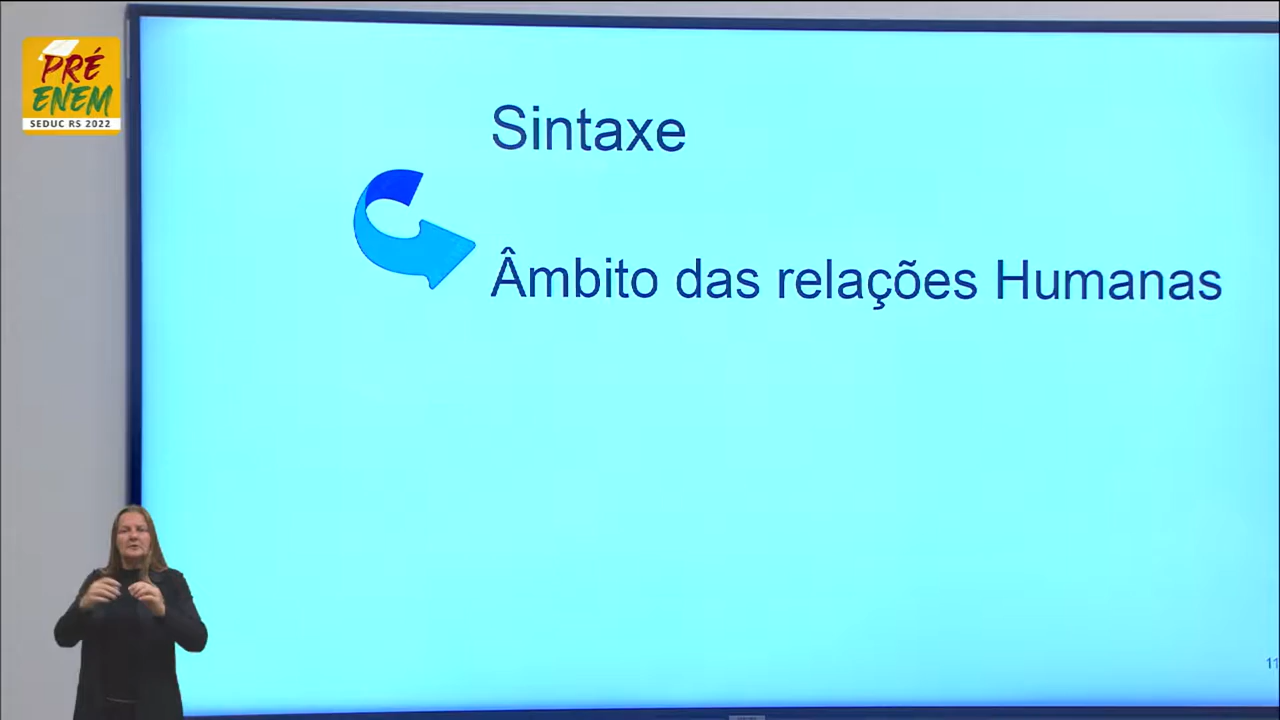 PRÉ
ENEM
SEDUC RS 2022
Sintaxe
Âmbito das relações Humanas
11